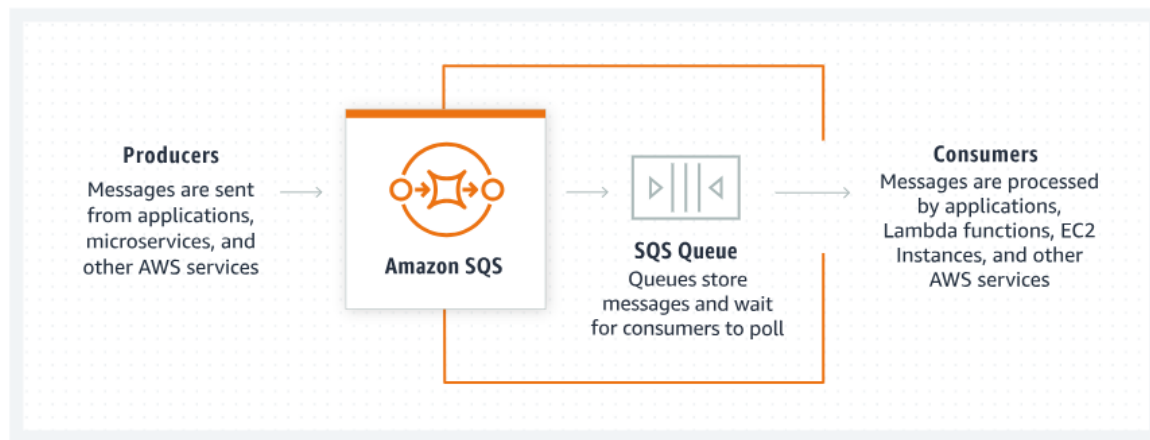 Producers
Messages are sent
from applications,
microservices, and
other AWS services
Amazon SQS
SQS Queue
Queues store
messages and wait
for consumers to poll
Consumers
Messages are processed
by applications,
Lambda functions, EC2
Instances, and other
AWS services